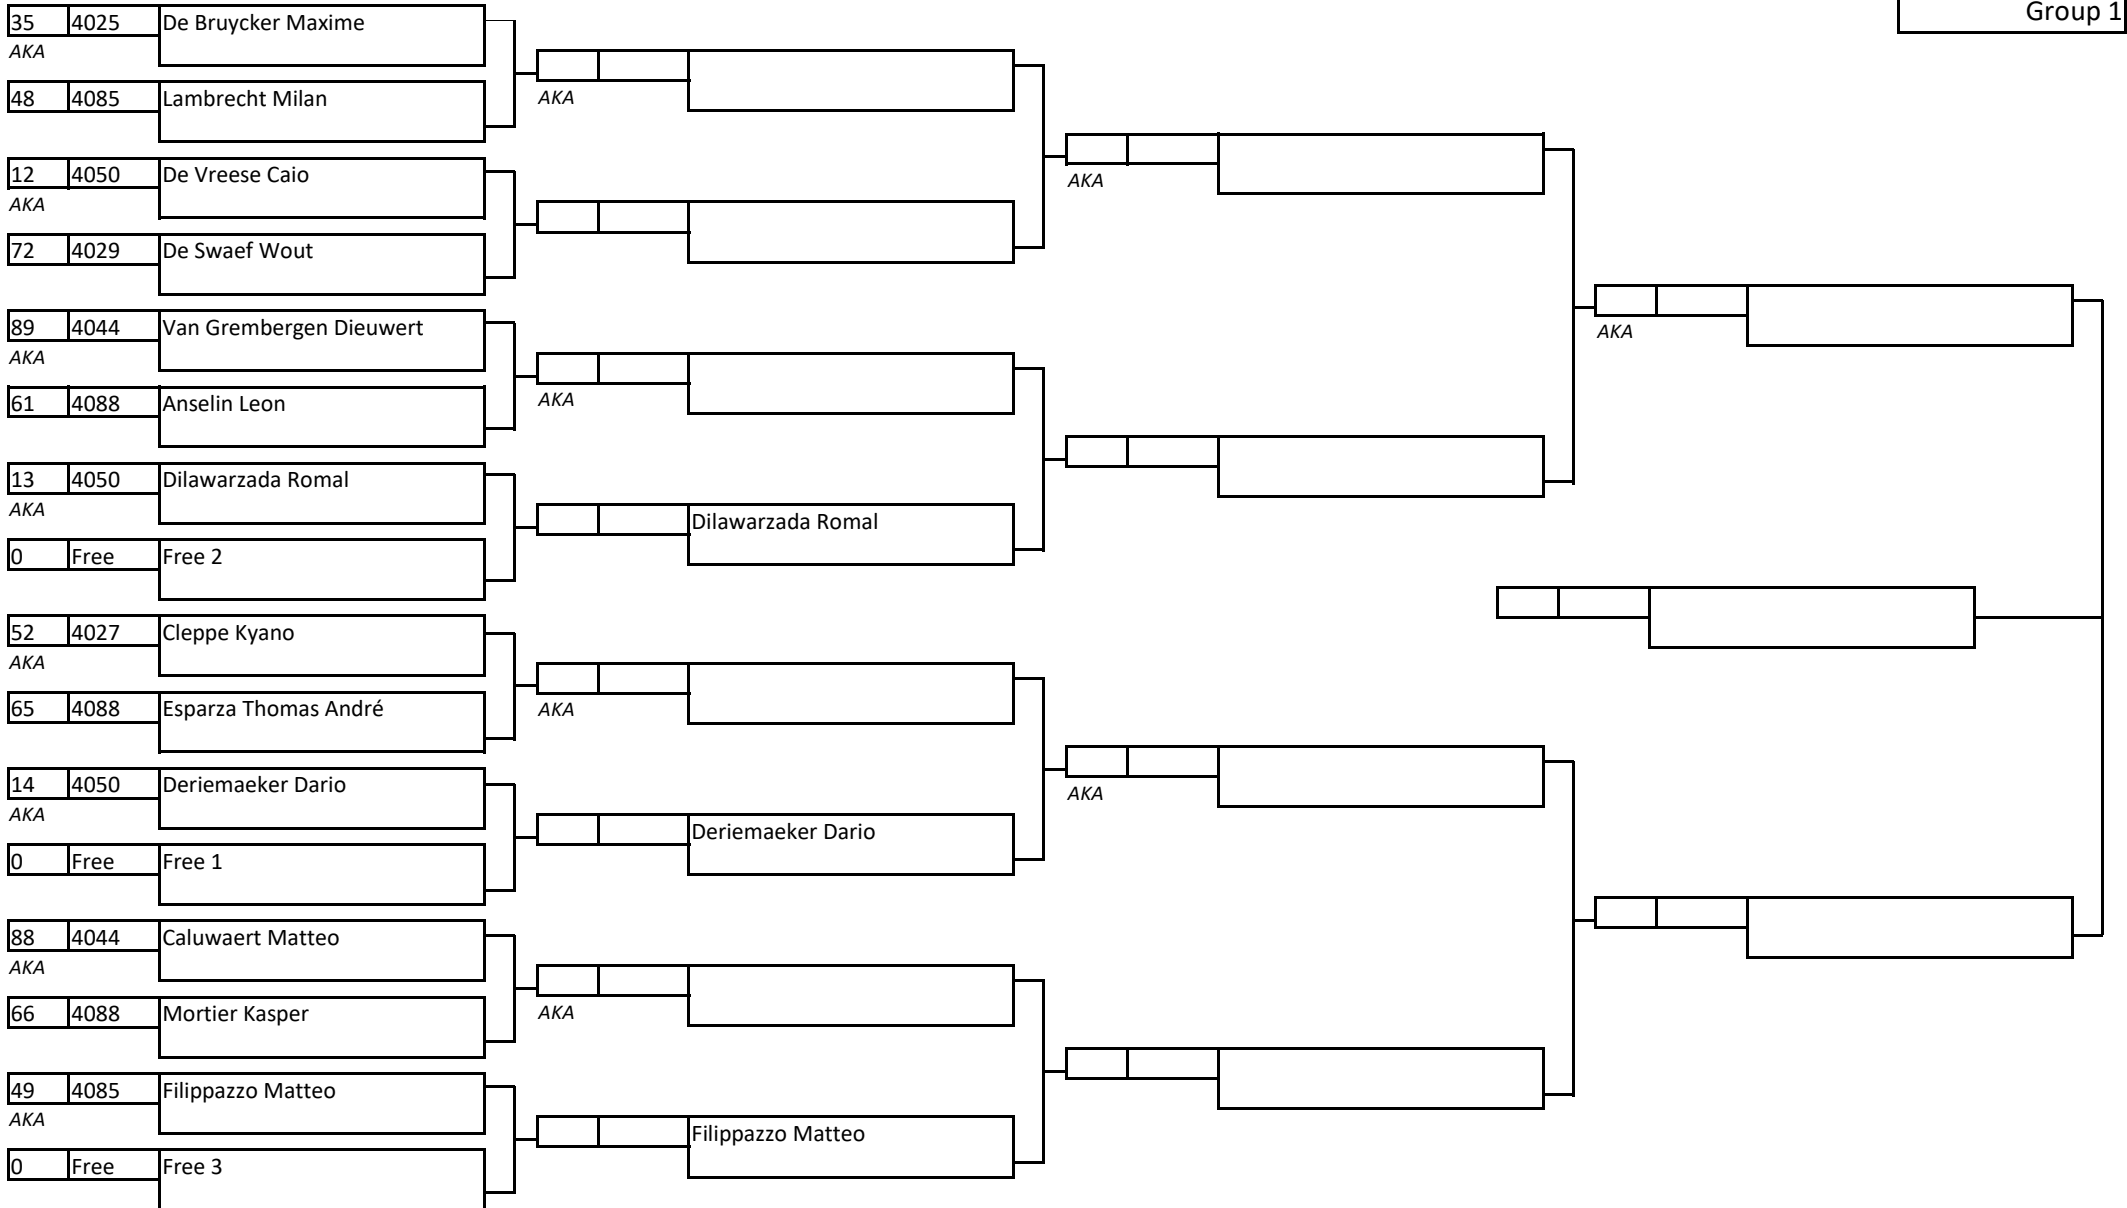 Group 1
35 4025 De Bruycker Maxime
AKA
48 4085 Lambrecht Milan
AKA
12 4050 De Vreese Caio
AKA
AKA
72 4029 De Swaef Wout
89 4044 Van Grembergen Dieuwert
AKA
AKA
61 4088 Anselin Leon
AKA
13 4050 Dilawarzada Romal
AKA
Dilawarzada Romal
0 Free Free 2
52 4027 Cleppe Kyano
AKA
65 4088 Esparza Thomas André
AKA
14 4050 Deriemaeker Dario
AKA
AKA
Deriemaeker Dario
0 Free Free 1
88 4044 Caluwaert Matteo
AKA
66 4088 Mortier Kasper
AKA
49 4085 Filippazzo Matteo
AKA
Filippazzo Matteo
0 Free Free 3